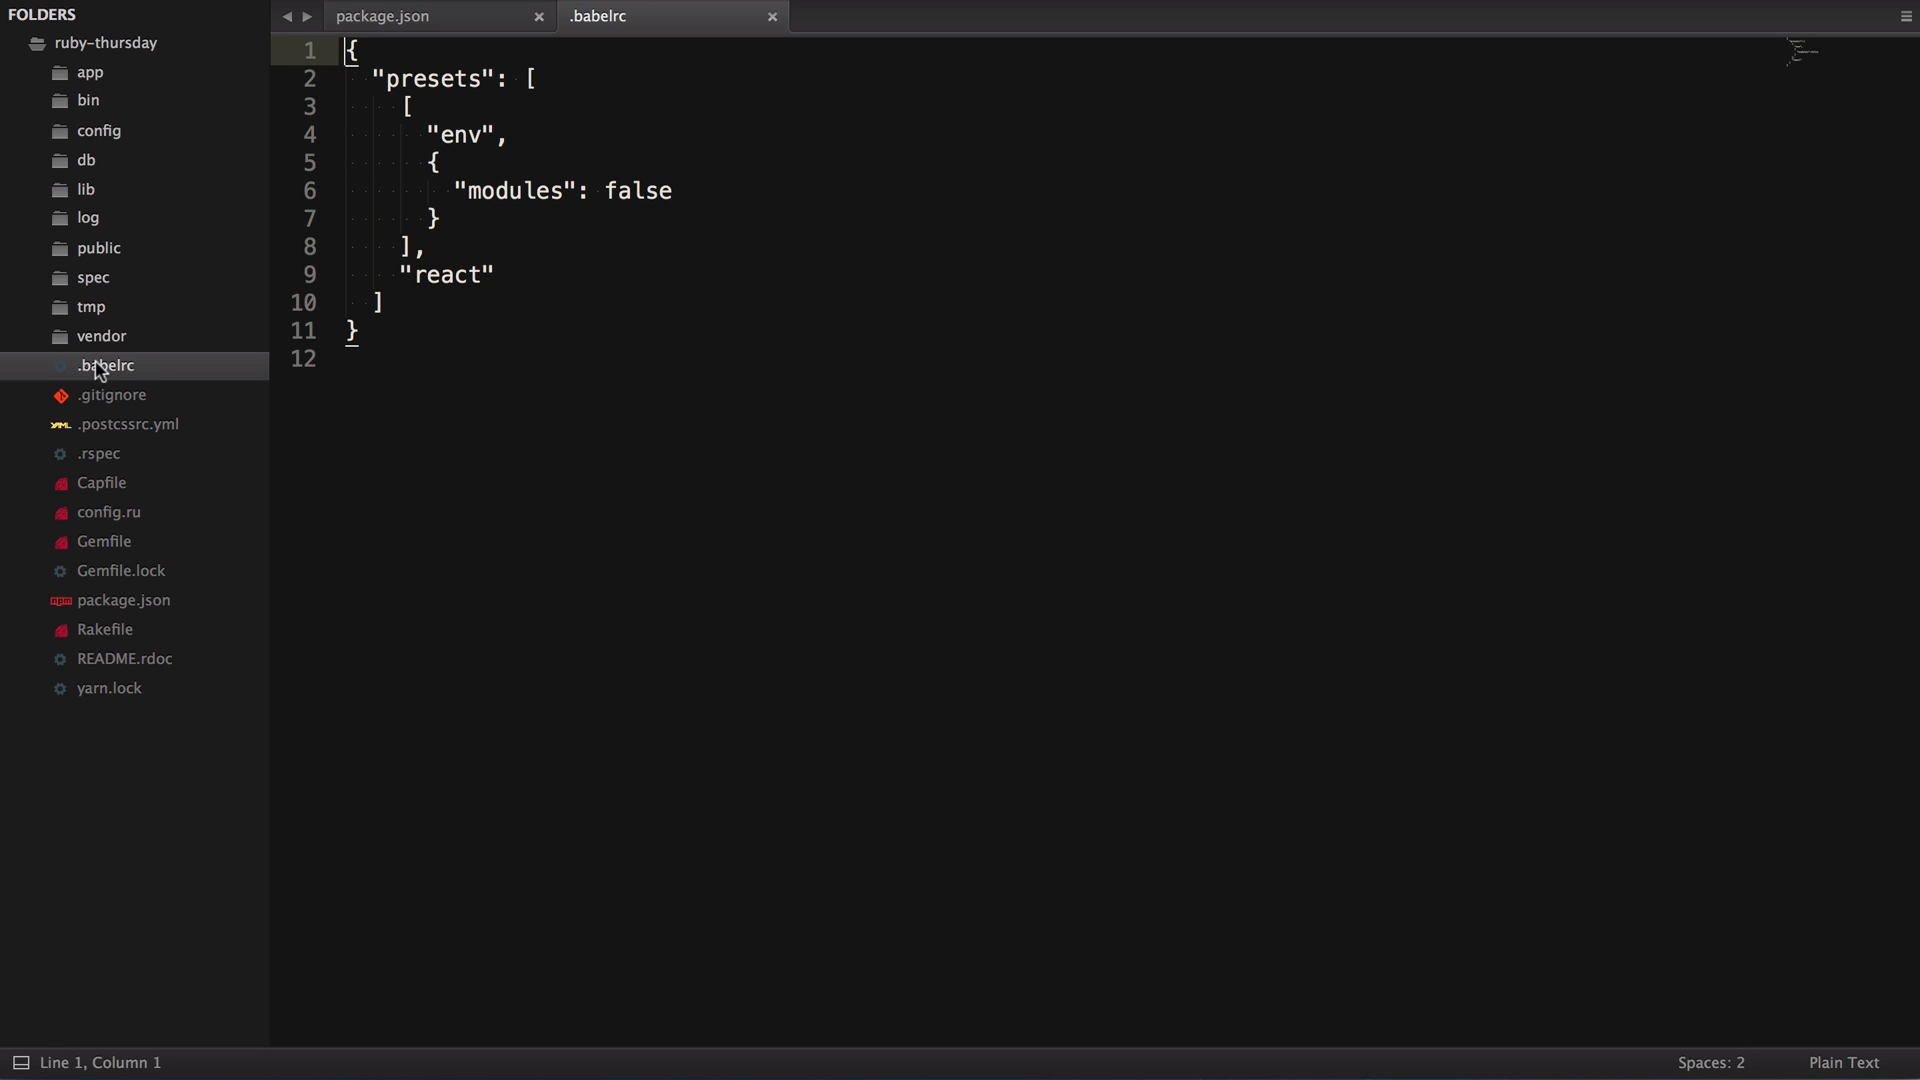 FOLDERS
ruby-thursday
app
bin
config
db
lib
log
public
spec
tmp
vendor
.babelrc
.gitignore
.postcssrc.yml
.rspec
Capfile
config.ru
Gemfile
Gemfile.lock
package.json
Rakefile
README.rdoc
yarn.lock
package.json
.babelrc
1 {
2 "presets": [
3 [
4 "env",
5 {
6 "modules": false
7 }
8 ],
9 "react"
10 ]
11 }
12
Line 1, Column 1
Spaces: 2
Plain Text